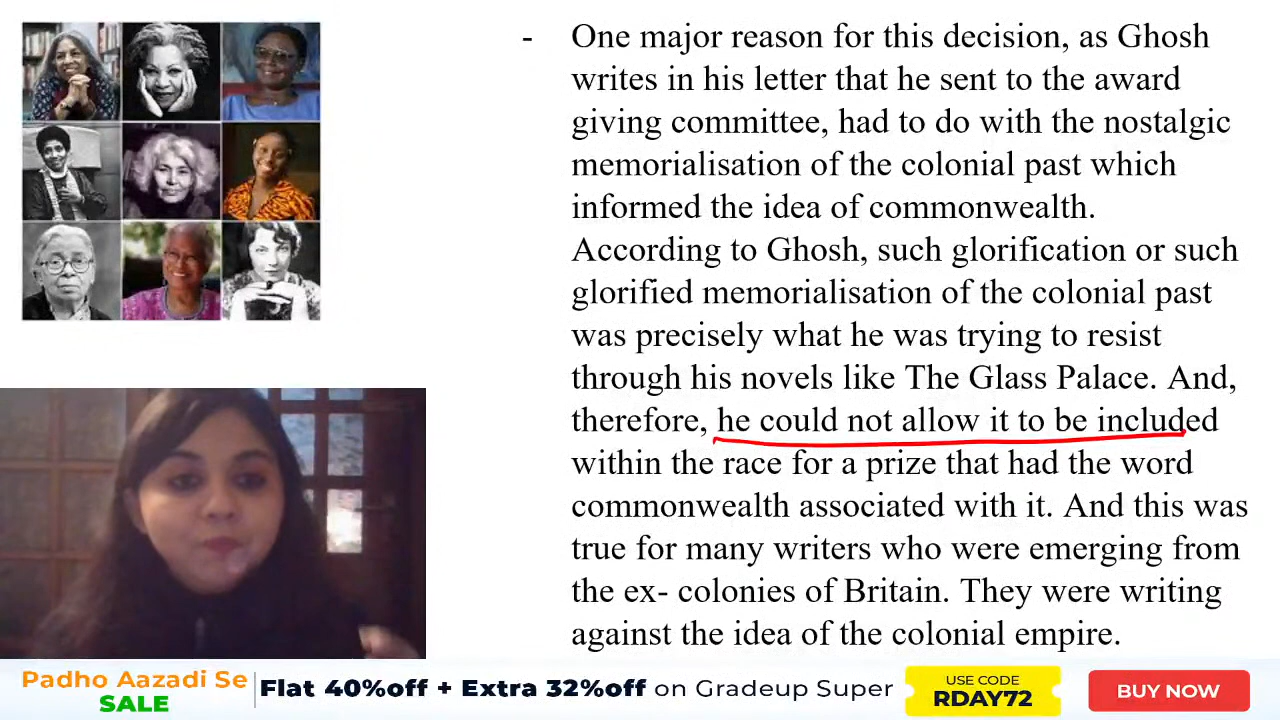 - One major reason for this decision, as Ghosh
writes in his letter that he sent to the award
giving committee, had to do with the nostalgic
memorialisation of the colonial past which
informed the idea of commonwealth.
According to Ghosh, such glorification or such
glorified memorialisation of the colonial past
was precisely what he was trying to resist
through his novels like The Glass Palace. And,
therefore, he could not allow it to be included
within the race for a prize that had the word
commonwealth associated with it. And this was
true for many writers who were emerging from
the ex- colonies of Britain. They were writing
against the idea of the colonial empire.
Padho Aazadi Se
SALE
Flat 40%off + Extra 32%off on Gradeup Super
USE CODE
RDAY72
BUY NOW